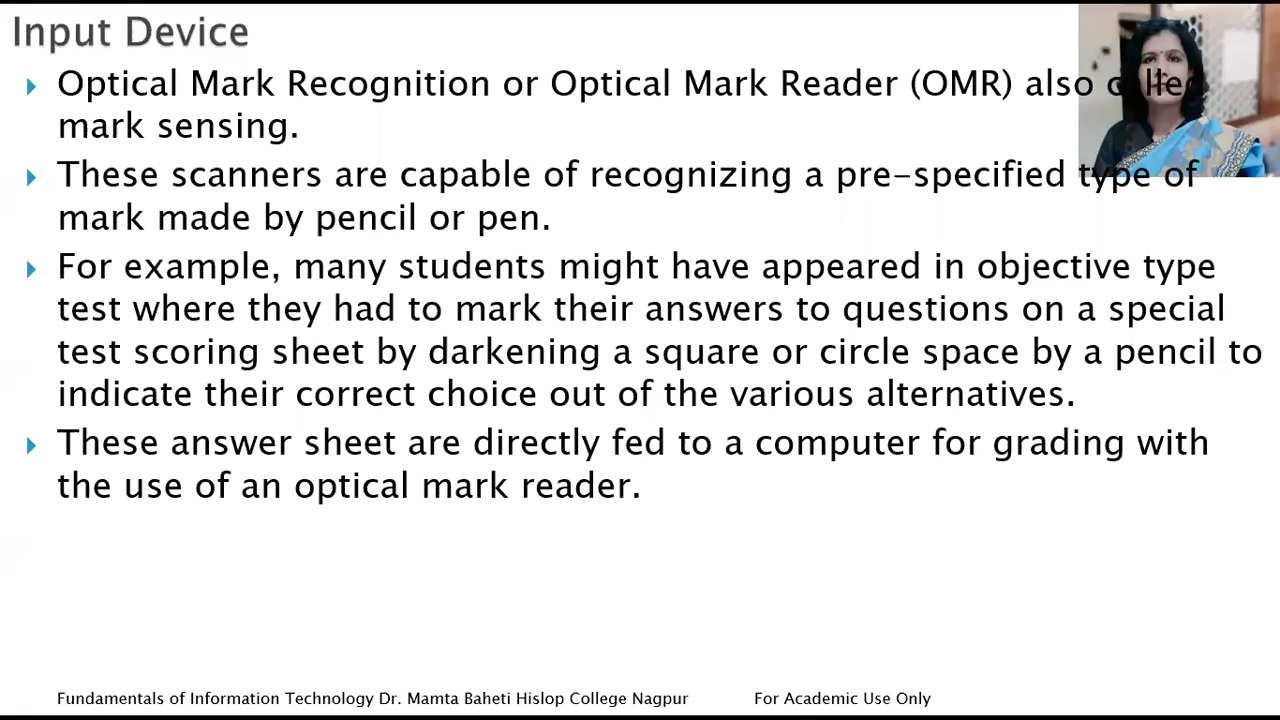 Input Device
Optical Mark Recognition or Optical Mark Reader (OMR) also called
mark sensing.
These scanners are capable of recognizing a pre-specified type of
mark made by pencil or pen.
For example, many students might have appeared in objective type
test where they had to mark their answers to questions on a special
test scoring sheet by darkening a square or circle space by a pencil to
indicate their correct choice out of the various alternatives.
These answer sheet are directly fed to a computer for grading with
the use of an optical mark reader.
Fundamentals of Information Technology Dr. Mamta Baheti Hislop College Nagpur For Academic Use Only